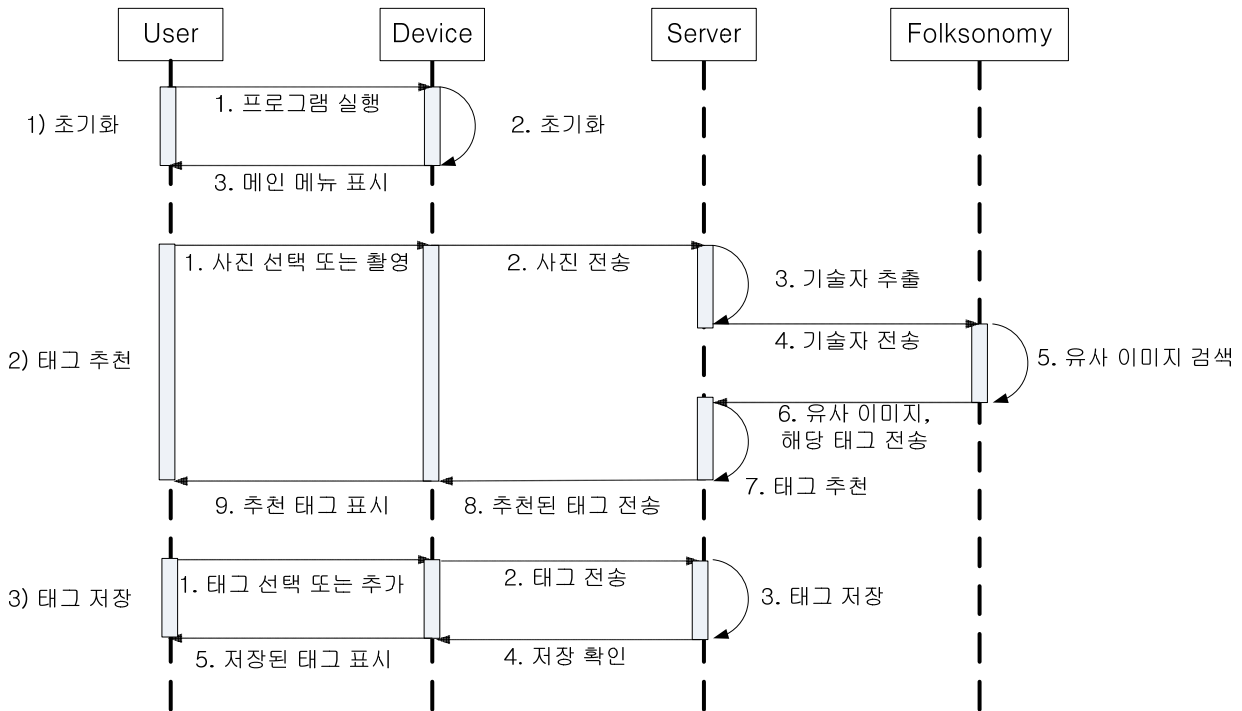 User
Device
Server
Folksonomy
1) 초기화
1. 프로그램 실행
2. 초기화
3. 메인 메뉴 표시
2) 태그 추천
1. 사진 선택 또는 촬영
2. 사진 전송
3. 기술자 추출
4. 기술자 전송
5. 유사 이미지 검색
6. 유사 이미지,
해당 태그 전송
7. 태그 추천
8. 추천된 태그 전송
9. 추천 태그 표시
3) 태그 저장
1. 태그 선택 또는 추가
2. 태그 전송
3. 태그 저장
4. 저장 확인
5. 저장된 태그 표시